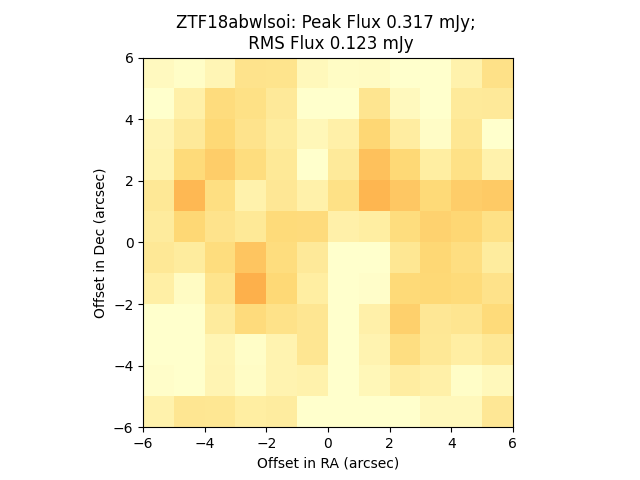 ZTF18abwlsoi: Peak Flux 0.317 mJy;
RMS Flux 0.123 mJy
6
4
2
0
−2
−4
−6
Offset in Dec (arcsec)
−6 −4 −2 0 2 4 6
Offset in RA (arcsec)